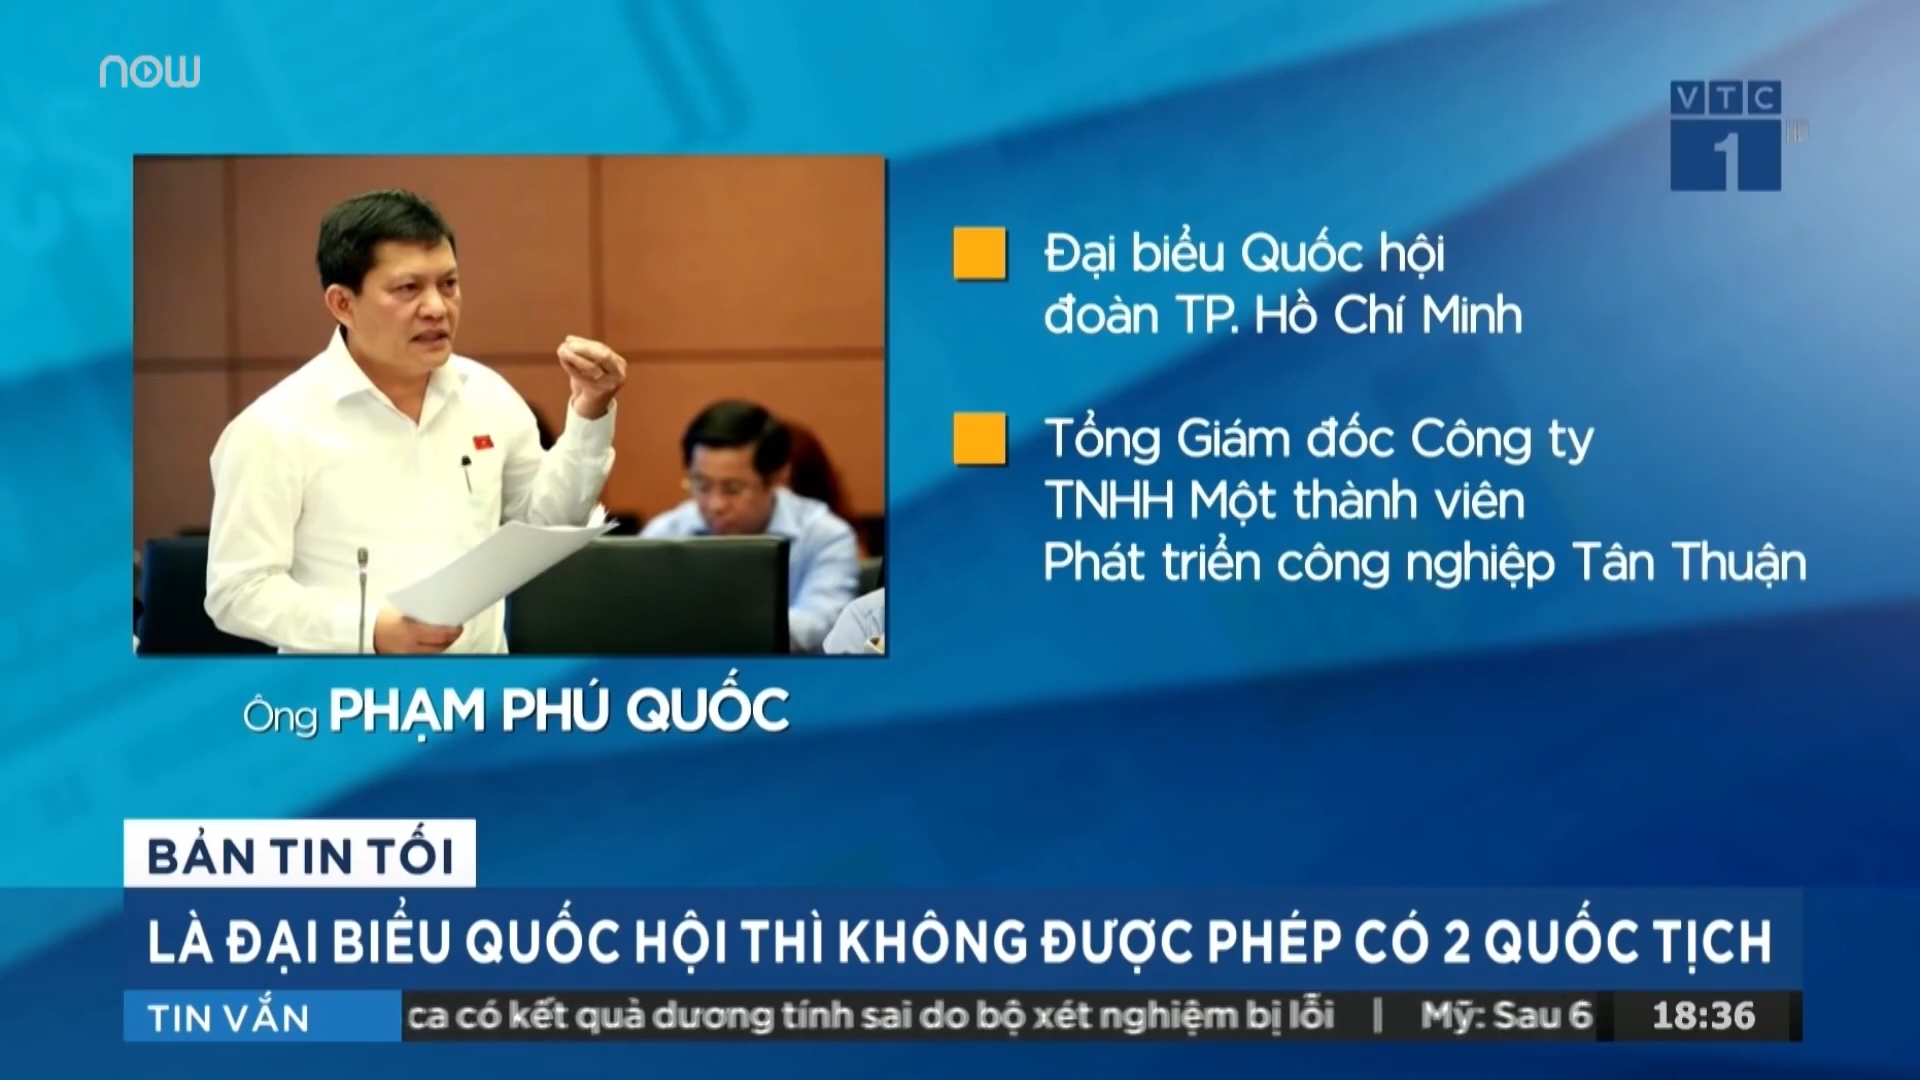 now
VTC
1
HD
Đại biểu Quốc hội
đoàn TP. Hồ Chí Minh
Tổng Giám đốc Công ty
TNHH Một thành viên
Phát triển công nghiệp Tân Thuận
Ông PHẠM PHÚ QUỐC
BẢN TIN TỐI
LÀ ĐẠI BIỂU QUỐC HỘI THÌ KHÔNG ĐƯỢC PHÉP CÓ 2 QUỐC TỊCH
TIN VẮN
ca có kết quả dương tính sai do bộ xét nghiệm bị lỗi | Mỹ: Sau 6
18:36